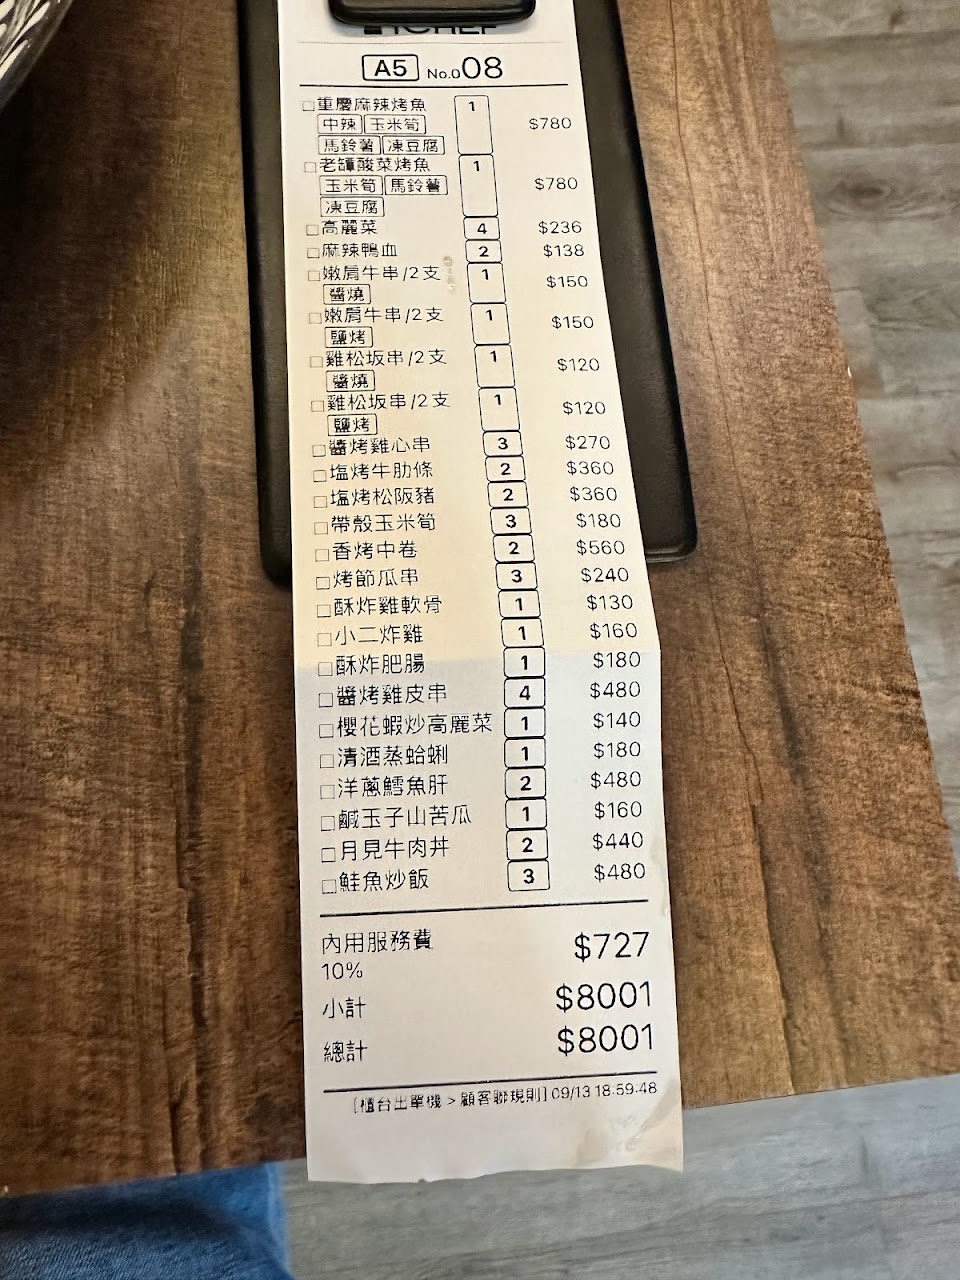 A5 No.008
□重慶麻辣烤魚 1 $780
中辣 玉米筍
馬鈴薯 凍豆腐
□老罈酸菜烤魚 1 $780
玉米筍 馬鈴薯
凍豆腐
□高麗菜 4 $236
□麻辣鴨血 2 $138
□嫩肩牛串/2支 1 $150
醬燒
□嫩肩牛串/2支 1 $150
鹽烤
□雞松坂串/2支 1 $120
醬燒
□雞松坂串/2支 1 $120
鹽烤
□醬烤雞心串 3 $270
□塩烤牛肋條 2 $360
□塩烤松阪豬 2 $360
□帶殼玉米筍 3 $180
□香烤中卷 2 $560
□烤節瓜串 3 $240
□酥炸雞軟骨 1 $130
□小二炸雞 1 $160
□酥炸肥腸 1 $180
□醬烤雞皮串 4 $480
□櫻花蝦炒高麗菜 1 $140
□清酒蒸蛤蜊 1 $180
□洋蔥鱈魚肝 2 $480
□鹹玉子山苦瓜 1 $160
□月見牛肉丼 2 $440
□鮭魚炒飯 3 $480
內用服務費 $727
10%
小計 $8001
總計 $8001
[櫃台出單機 > 顧客聯規則] 09/13 18:59:48